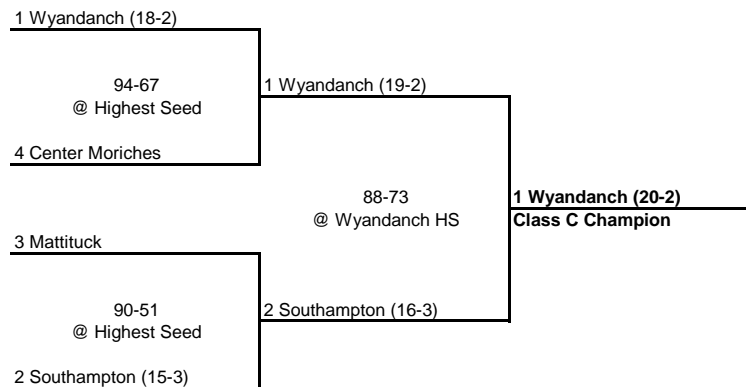 1 Wyandanch (18-2)
94-67
@ Highest Seed
1 Wyandanch (19-2)
4 Center Moriches
88-73
@ Wyandanch HS
1 Wyandanch (20-2)
Class C Champion
3 Mattituck
90-51
@ Highest Seed
2 Southampton (16-3)
2 Southampton (15-3)